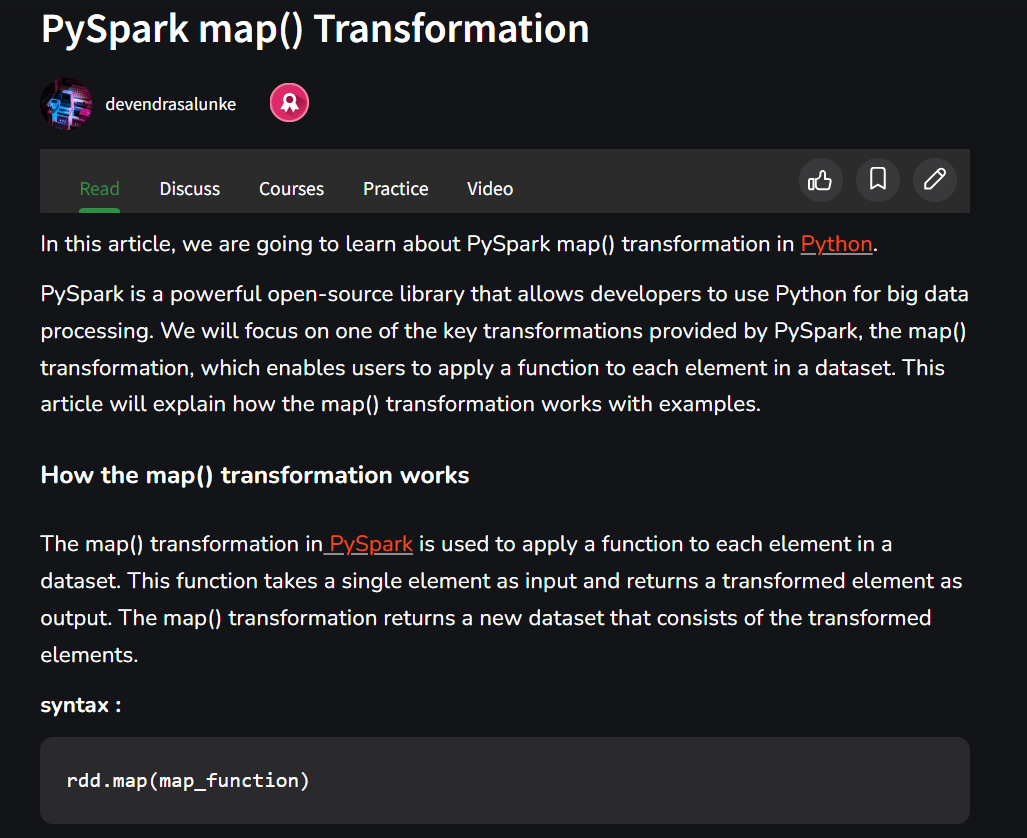 PySpark map() Transformation
devendrasalunke
Read Discuss Courses Practice Video
In this article, we are going to learn about PySpark map() transformation in Python.
PySpark is a powerful open-source library that allows developers to use Python for big data
processing. We will focus on one of the key transformations provided by PySpark, the map()
transformation, which enables users to apply a function to each element in a dataset. This
article will explain how the map() transformation works with examples.
How the map() transformation works
The map() transformation in PySpark is used to apply a function to each element in a
dataset. This function takes a single element as input and returns a transformed element as
output. The map() transformation returns a new dataset that consists of the transformed
elements.
syntax :
rdd.map(map_function)